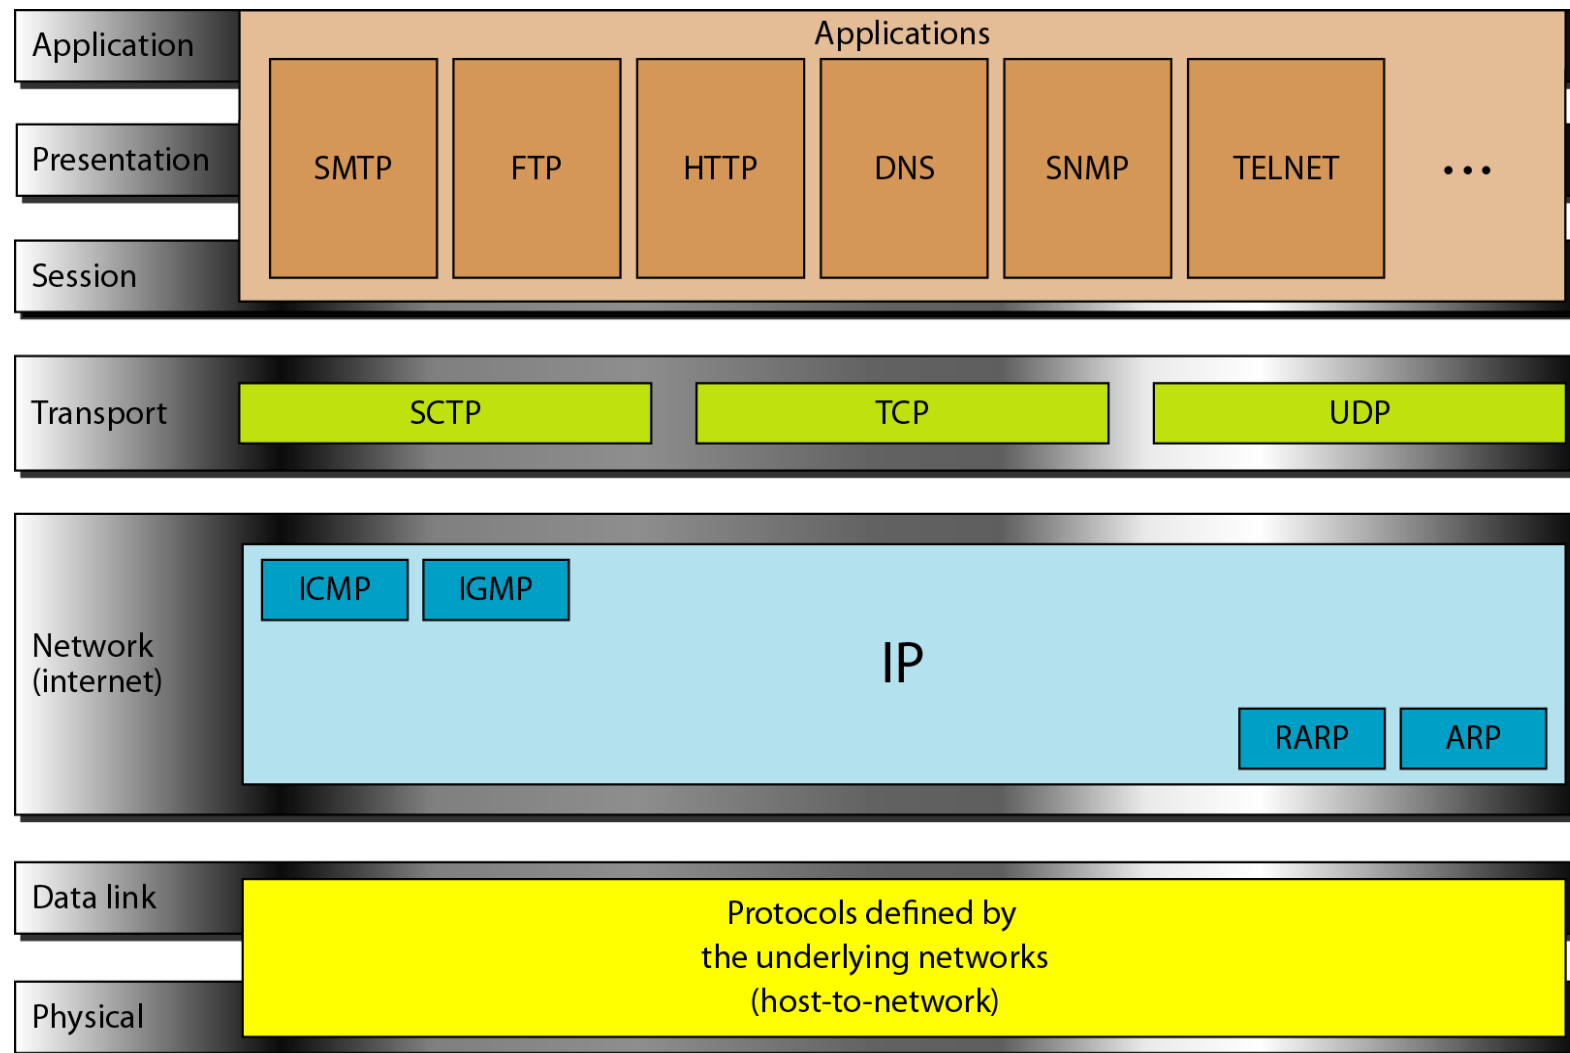 Application
Applications
Presentation
SMTP
FTP
HTTP
DNS
SNMP
TELNET
...
Session
Transport
SCTP
TCP
UDP
Network
(internet)
ICMP
IGMP
IP
RARP
ARP
Data link
Protocols defined by
the underlying networks
(host-to-network)
Physical